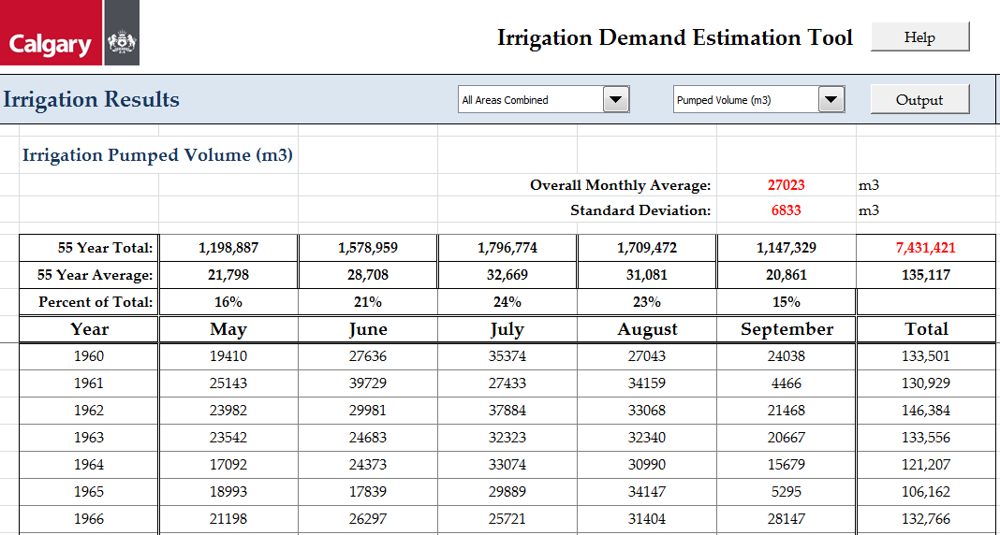 Calgary
Irrigation Demand Estimation Tool Help
Irrigation Results All Areas Combined Pumped Volume (m3) Output
Irrigation Pumped Volume (m3)
Overall Monthly Average: 27023 m3
Standard Deviation: 6833 m3
55 Year Total: 1,198,887 1,578,959 1,796,774 1,709,472 1,147,329 7,431,421
55 Year Average: 21,798 28,708 32,669 31,081 20,861 135,117
Percent of Total: 16% 21% 24% 23% 15%
Year May June July August September Total
1960 19410 27636 35374 27043 24038 133,501
1961 25143 39729 27433 34159 4466 130,929
1962 23982 29981 37884 33068 21468 146,384
1963 23542 24683 32323 32340 20667 133,556
1964 17092 24373 33074 30990 15679 121,207
1965 18993 17839 29889 34147 5295 106,162
1966 21198 26297 25721 31404 28147 132,766